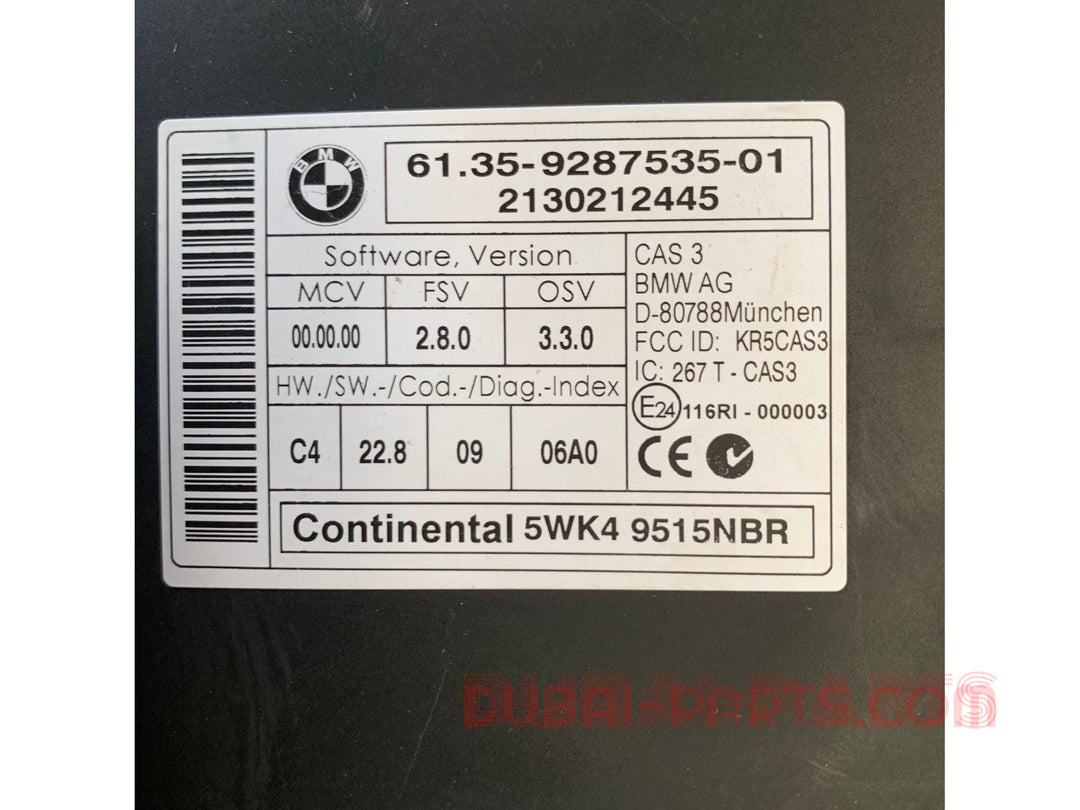 BMW
61.35-9287535-01
2130212445
Software, Version
MCV FSV OSV
00.00.00 2.8.0 3.3.0
HW./SW.-/Cod.-/Diag.-Index
C4 22.8 09 06A0
CAS 3
BMW AG
D-80788München
FCC ID: KR5CAS3
IC: 267 T - CAS3
E24 116RI - 000003
CE
Continental 5WK4 9515NBR
DUBAI-PARTS.COM